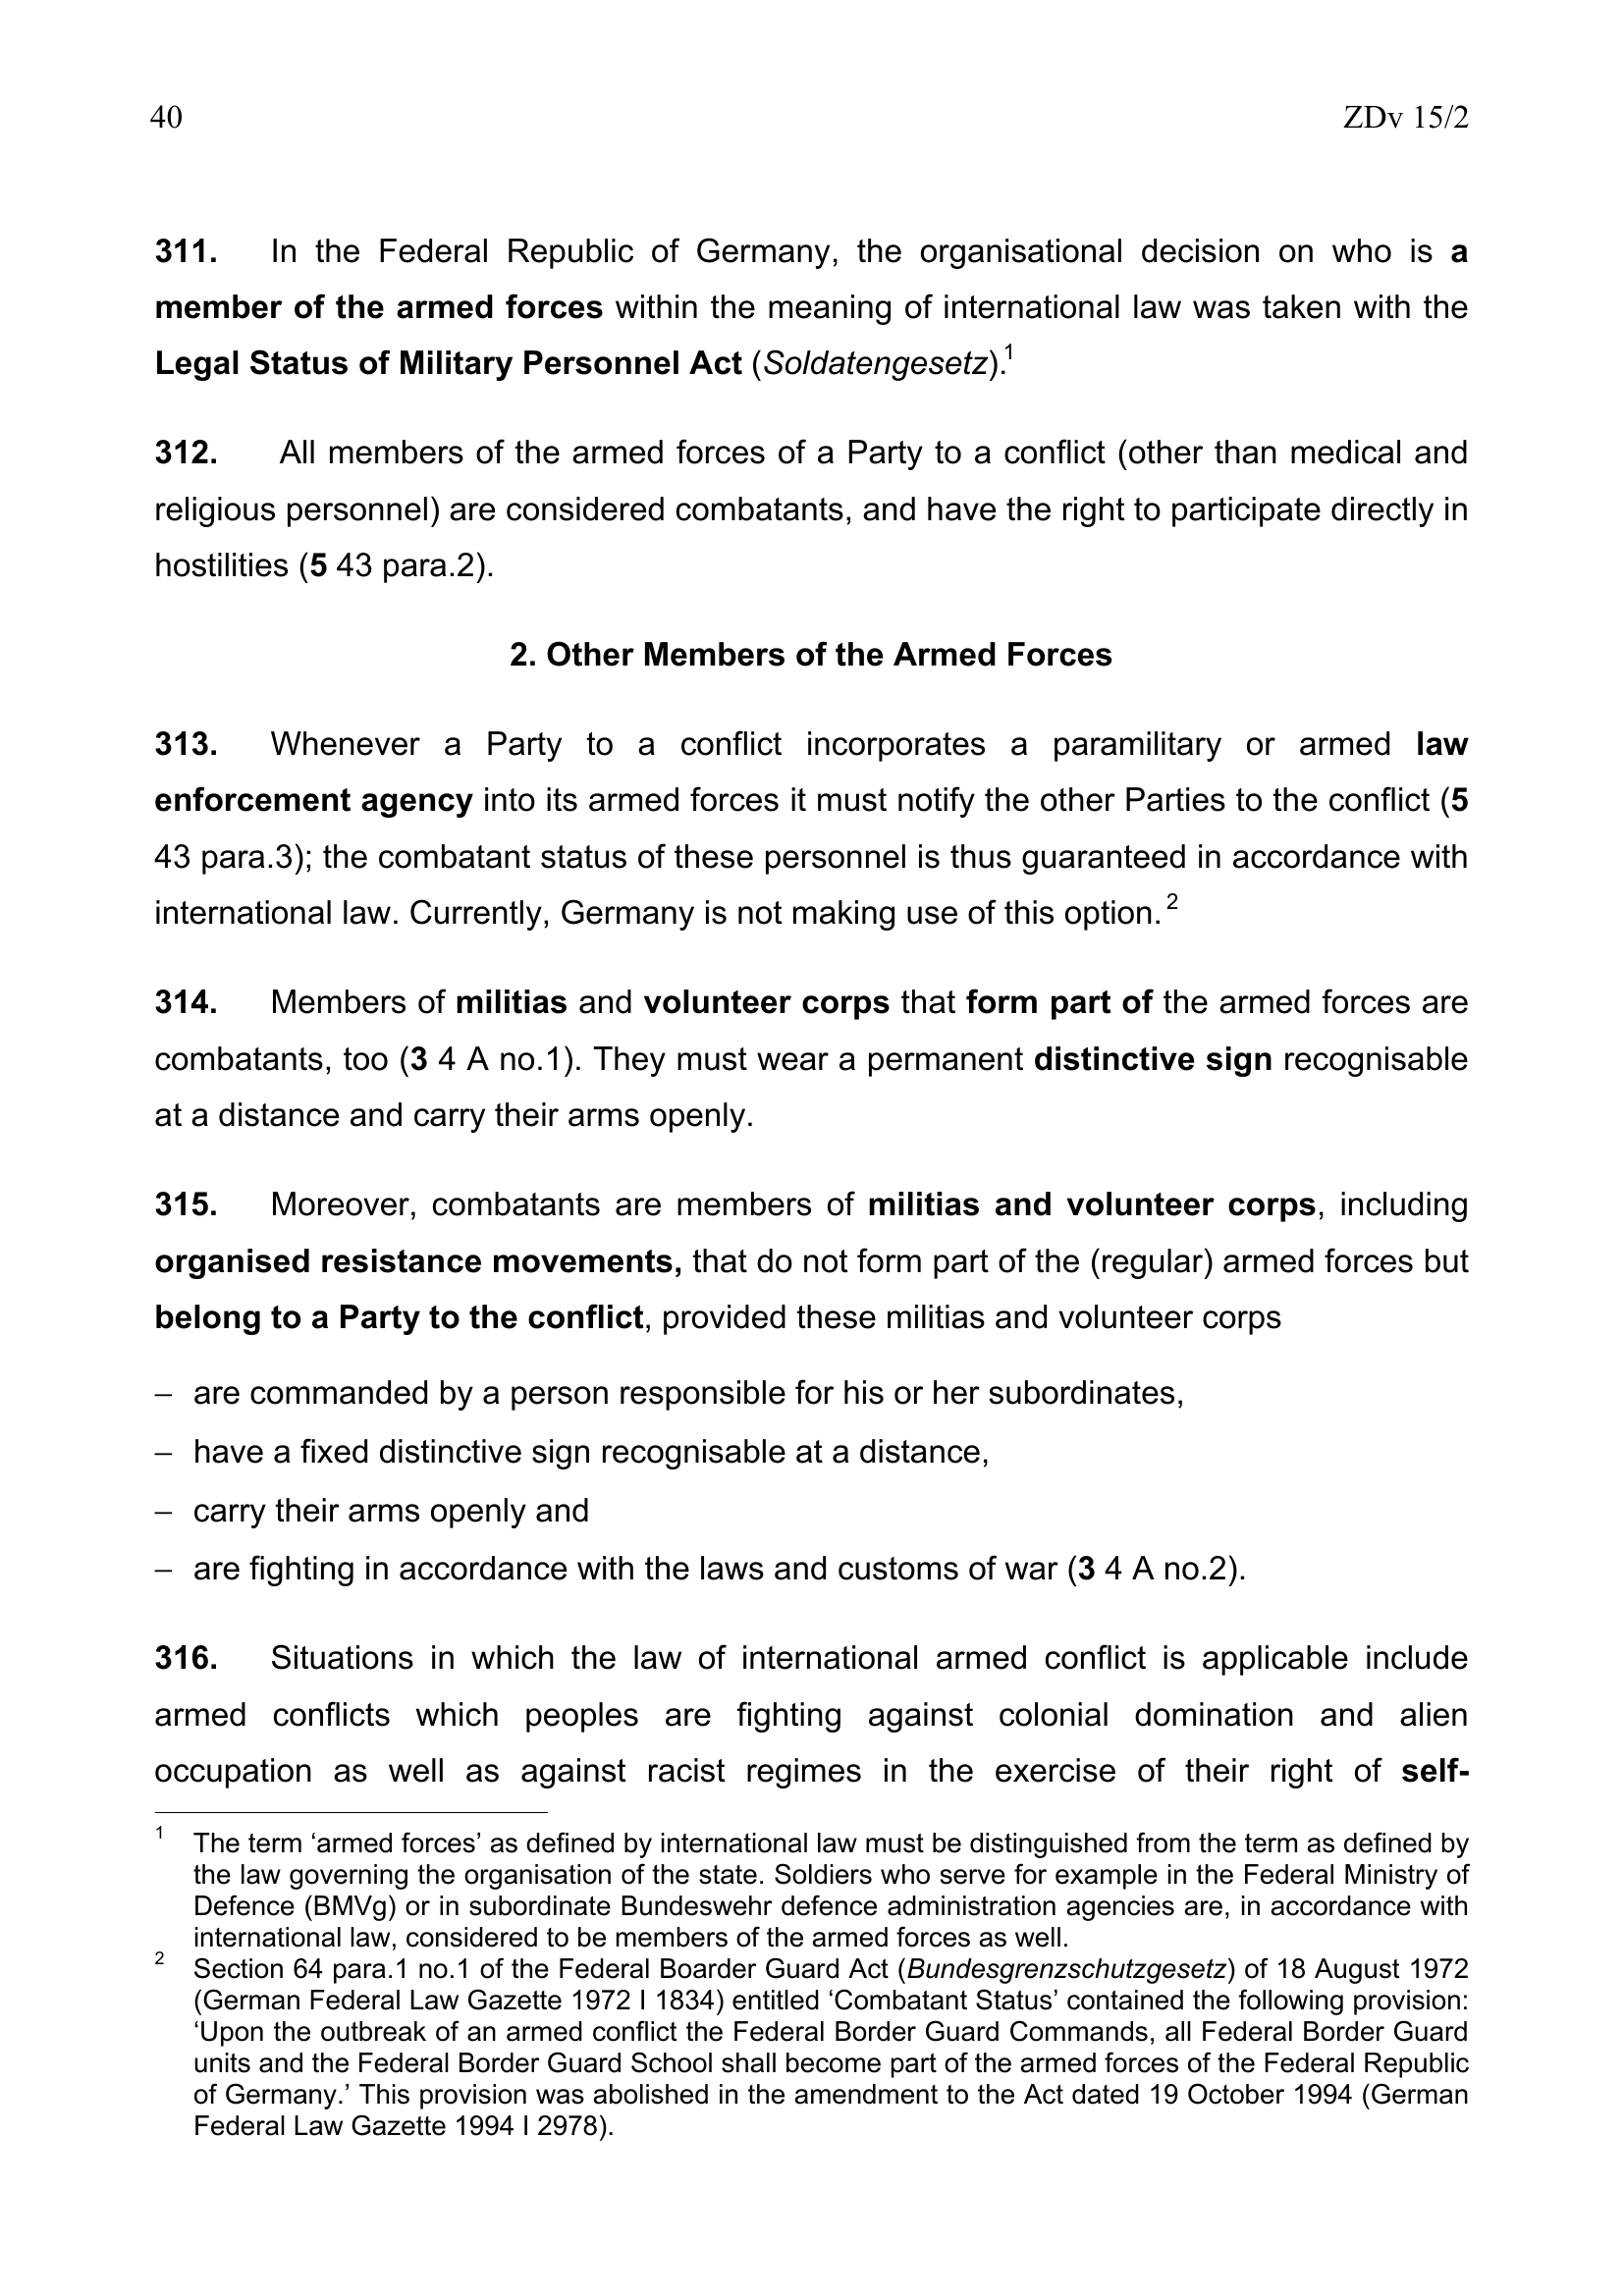 40 ZDv 15/2
311. In the Federal Republic of Germany, the organisational decision on who is a
member of the armed forces within the meaning of international law was taken with the
Legal Status of Military Personnel Act (Soldatengesetz).1
312. All members of the armed forces of a Party to a conflict (other than medical and
religious personnel) are considered combatants, and have the right to participate directly in
hostilities (5 43 para.2).
2. Other Members of the Armed Forces
313. Whenever a Party to a conflict incorporates a paramilitary or armed law
enforcement agency into its armed forces it must notify the other Parties to the conflict (5
43 para.3); the combatant status of these personnel is thus guaranteed in accordance with
international law. Currently, Germany is not making use of this option. 2
314. Members of militias and volunteer corps that form part of the armed forces are
combatants, too (3 4 A no.1). They must wear a permanent distinctive sign recognisable
at a distance and carry their arms openly.
315. Moreover, combatants are members of militias and volunteer corps, including
organised resistance movements, that do not form part of the (regular) armed forces but
belong to a Party to the conflict, provided these militias and volunteer corps
– are commanded by a person responsible for his or her subordinates,
– have a fixed distinctive sign recognisable at a distance,
– carry their arms openly and
– are fighting in accordance with the laws and customs of war (3 4 A no.2).
316. Situations in which the law of international armed conflict is applicable include
armed conflicts which peoples are fighting against colonial domination and alien
occupation as well as against racist regimes in the exercise of their right of self-
1 The term ‘armed forces’ as defined by international law must be distinguished from the term as defined by
the law governing the organisation of the state. Soldiers who serve for example in the Federal Ministry of
Defence (BMVg) or in subordinate Bundeswehr defence administration agencies are, in accordance with
international law, considered to be members of the armed forces as well.
2 Section 64 para.1 no.1 of the Federal Boarder Guard Act (Bundesgrenzschutzgesetz) of 18 August 1972
(German Federal Law Gazette 1972 I 1834) entitled ‘Combatant Status’ contained the following provision:
‘Upon the outbreak of an armed conflict the Federal Border Guard Commands, all Federal Border Guard
units and the Federal Border Guard School shall become part of the armed forces of the Federal Republic
of Germany.’ This provision was abolished in the amendment to the Act dated 19 October 1994 (German
Federal Law Gazette 1994 I 2978).